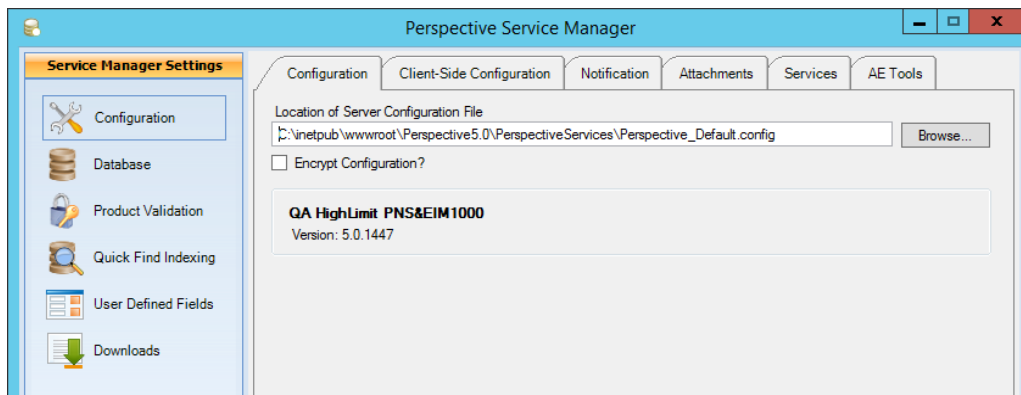 Perspective Service Manager
Service Manager Settings
Configuration
Database
Product Validation
Quick Find Indexing
User Defined Fields
Downloads
Configuration Client-Side Configuration Notification Attachments Services AE Tools
Location of Server Configuration File
C:\inetpub\wwwroot\Perspective5.0\PerspectiveServices\Perspective_Default.config Browse...
Encrypt Configuration?
QA HighLimit PNS&EIM1000
Version: 5.0.1447